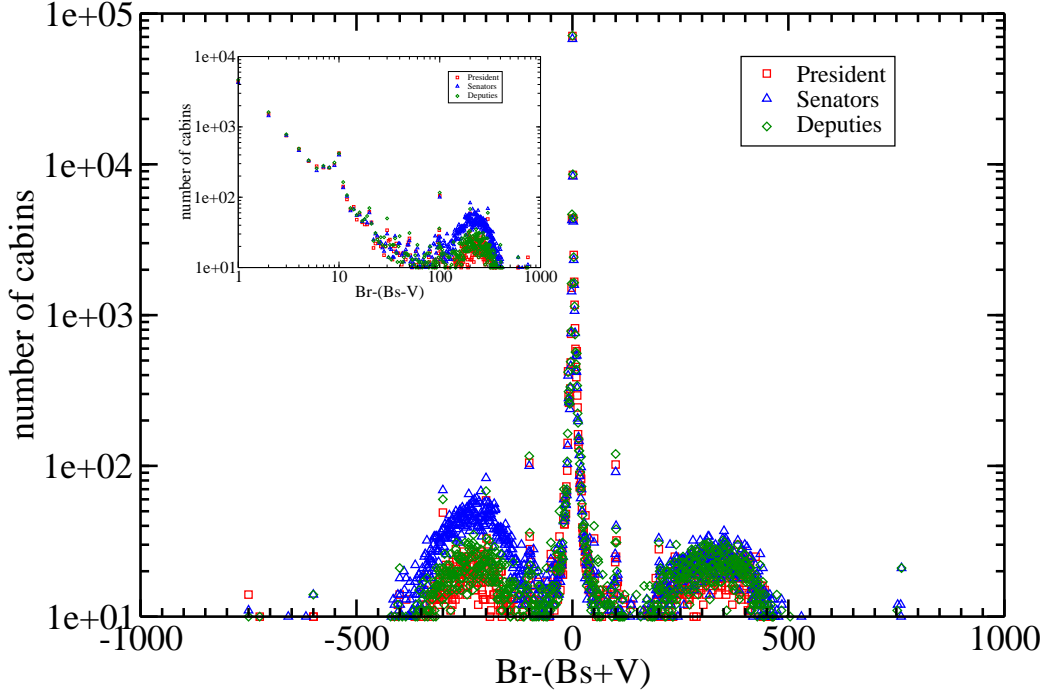 1e+05
1e+04
1e+03
1e+02
1e+01
number of cabins
-1000
-500
0
500
1000
Br-(Bs+V)
President
Senators
Deputies
1e+04
1e+03
1e+02
1e+01
number of cabins
1
10
100
1000
Br-(Bs-V)
President
Senators
Deputies